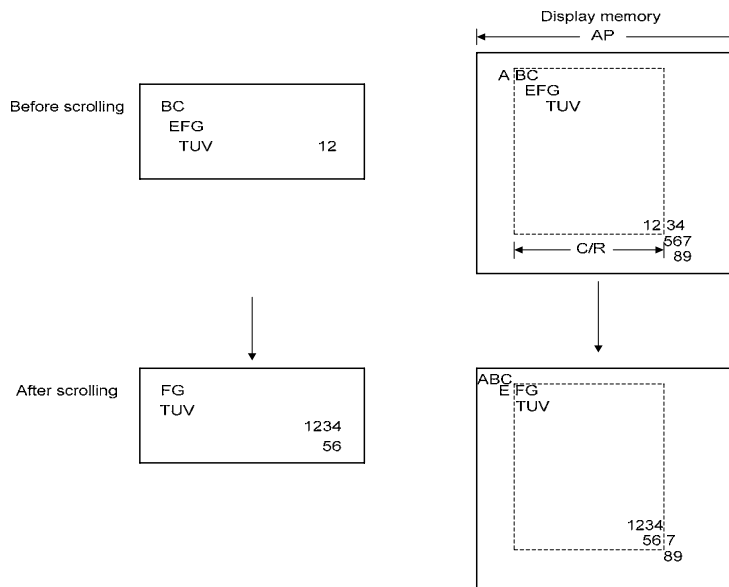 Display memory
AP
Before scrolling
BC
EFG
TUV 12
A BC
EFG
TUV
12 34
567
89
C/R
After scrolling
FG
TUV
1234
56
ABC
E FG
TUV
1234
56 7
89